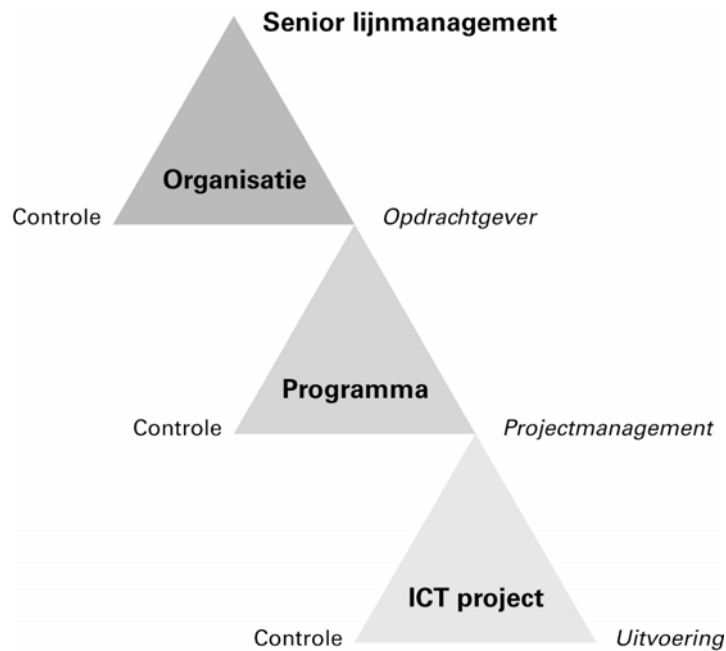 Senior lijnmanagement
Organisatie
Controle
Opdrachtgever
Programma
Controle
Projectmanagement
ICT project
Controle
Uitvoering